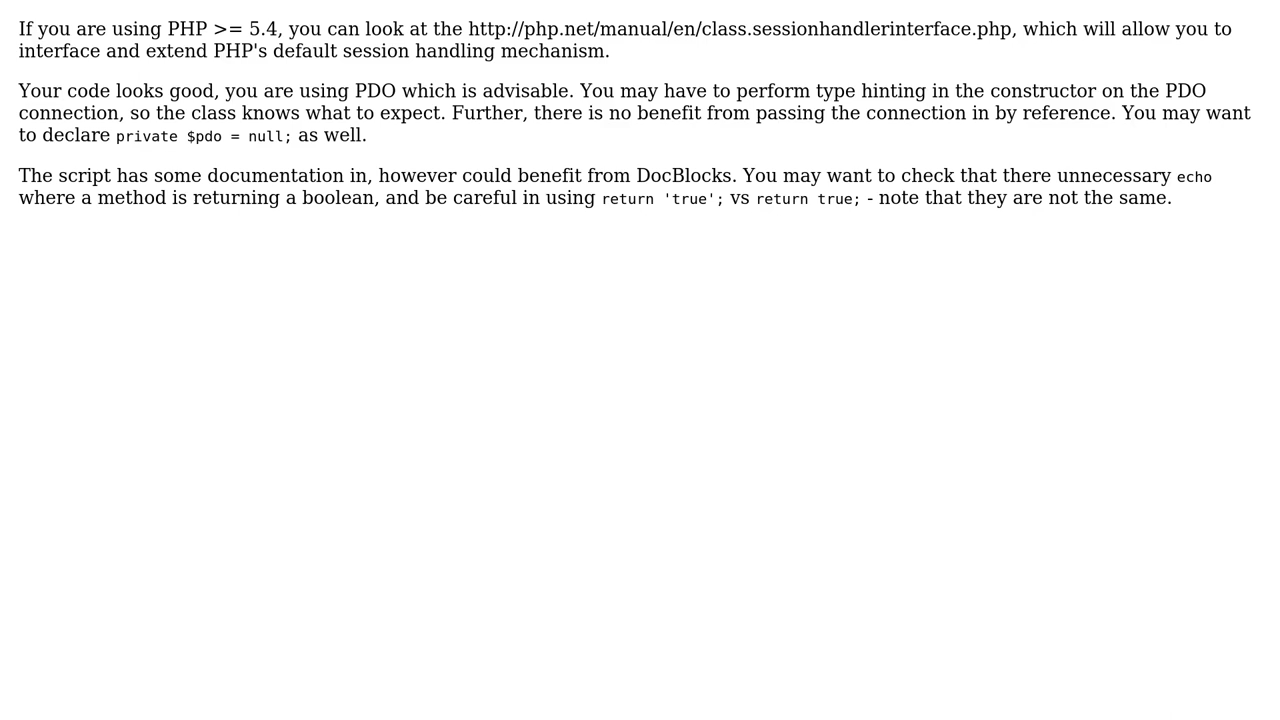 If you are using PHP >= 5.4, you can look at the http://php.net/manual/en/class.sessionhandlerinterface.php, which will allow you to
interface and extend PHP's default session handling mechanism.
Your code looks good, you are using PDO which is advisable. You may have to perform type hinting in the constructor on the PDO
connection, so the class knows what to expect. Further, there is no benefit from passing the connection in by reference. You may want
to declare private $pdo = null; as well.
The script has some documentation in, however could benefit from DocBlocks. You may want to check that there unnecessary echo
where a method is returning a boolean, and be careful in using return 'true'; vs return true; - note that they are not the same.